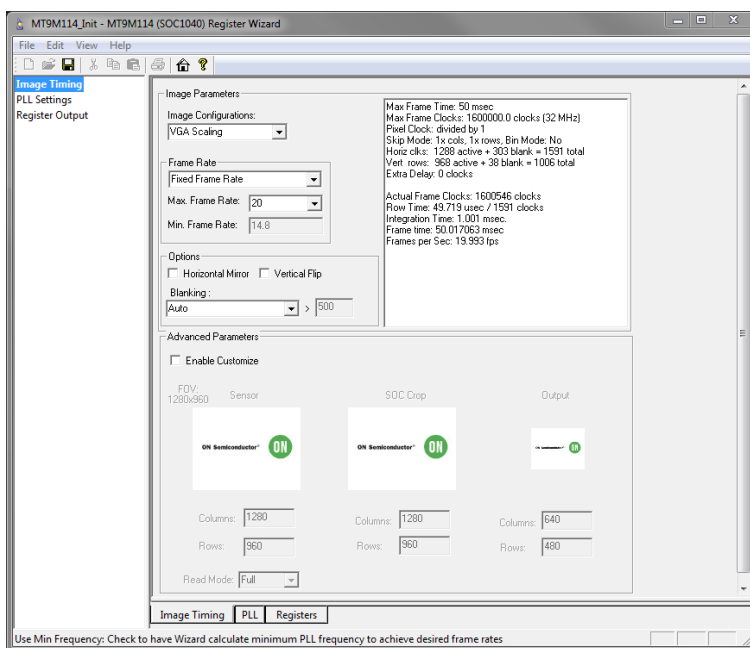 MT9M114_Init - MT9M114 (SOC1040) Register Wizard
File Edit View Help
Image Timing
PLL Settings
Register Output
Image Parameters
Image Configurations:
VGA Scaling
Frame Rate
Fixed Frame Rate
Max. Frame Rate: 20
Min. Frame Rate: 14.8
Options
Horizontal Mirror Vertical Flip
Blanking :
Auto > 500
Max Frame Time: 50 msec
Max Frame Clocks: 1600000.0 clocks (32 MHz)
Pixel Clock: divided by 1
Skip Mode: 1x cols, 1x rows, Bin Mode: No
Horiz clks: 1288 active + 303 blank = 1591 total
Vert rows: 968 active + 38 blank = 1006 total
Extra Delay: 0 clocks
Actual Frame Clocks: 1600546 clocks
Row Time: 49.719 usec / 1591 clocks
Integration Time: 1.001 msec.
Frame time: 50.017063 msec
Frames per Sec: 19.993 fps
Advanced Parameters
Enable Customize
FOV:
1280x960
Sensor SOC Crop Output
ON Semiconductor ON
ON Semiconductor ON
ON Semiconductor ON
Columns: 1280 Columns: 1280 Columns: 640
Rows: 960 Rows: 960 Rows: 480
Read Mode: Full
Image Timing PLL Registers
Use Min Frequency: Check to have Wizard calculate minimum PLL frequency to achieve desired frame rates